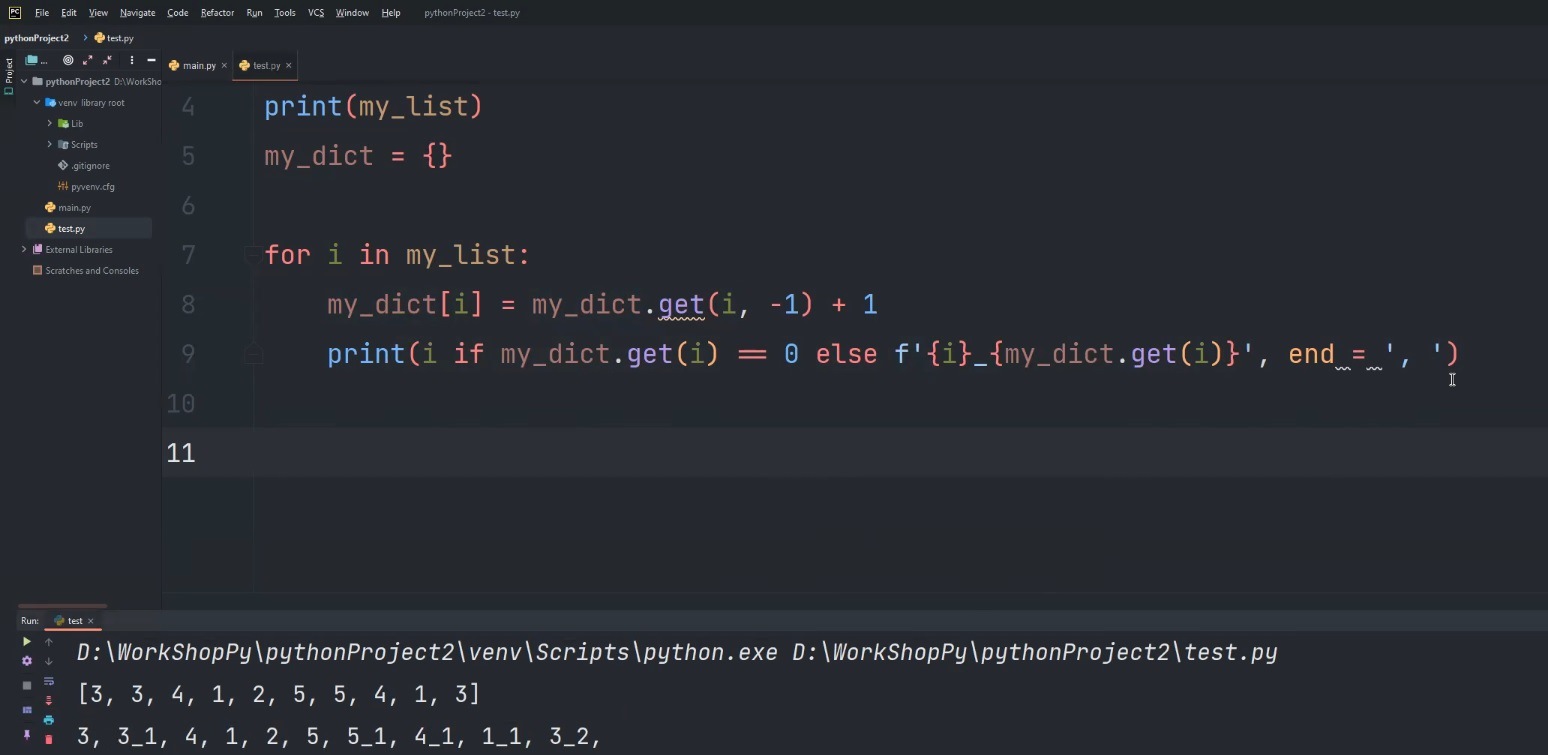 PC File Edit View Navigate Code Refactor Run Tools VCS Window Help pythonProject2 - test.py
pythonProject2 > test.py
Project
... main.py × test.py ×
pythonProject2 D:\WorkSho
venv library root
Lib
Scripts
.gitignore
pyvenv.cfg
main.py
test.py
External Libraries
Scratches and Consoles
4 print(my_list)
5 my_dict = {}
6
7 for i in my_list:
8 my_dict[i] = my_dict.get(i, -1) + 1
9 print(i if my_dict.get(i) == 0 else f'{i}_{my_dict.get(i)}', end = ', ')
10
11
Run: test ×
D:\WorkShopPy\pythonProject2\venv\Scripts\python.exe D:\WorkShopPy\pythonProject2\test.py
[3, 3, 4, 1, 2, 5, 5, 4, 1, 3]
3, 3_1, 4, 1, 2, 5, 5_1, 4_1, 1_1, 3_2,